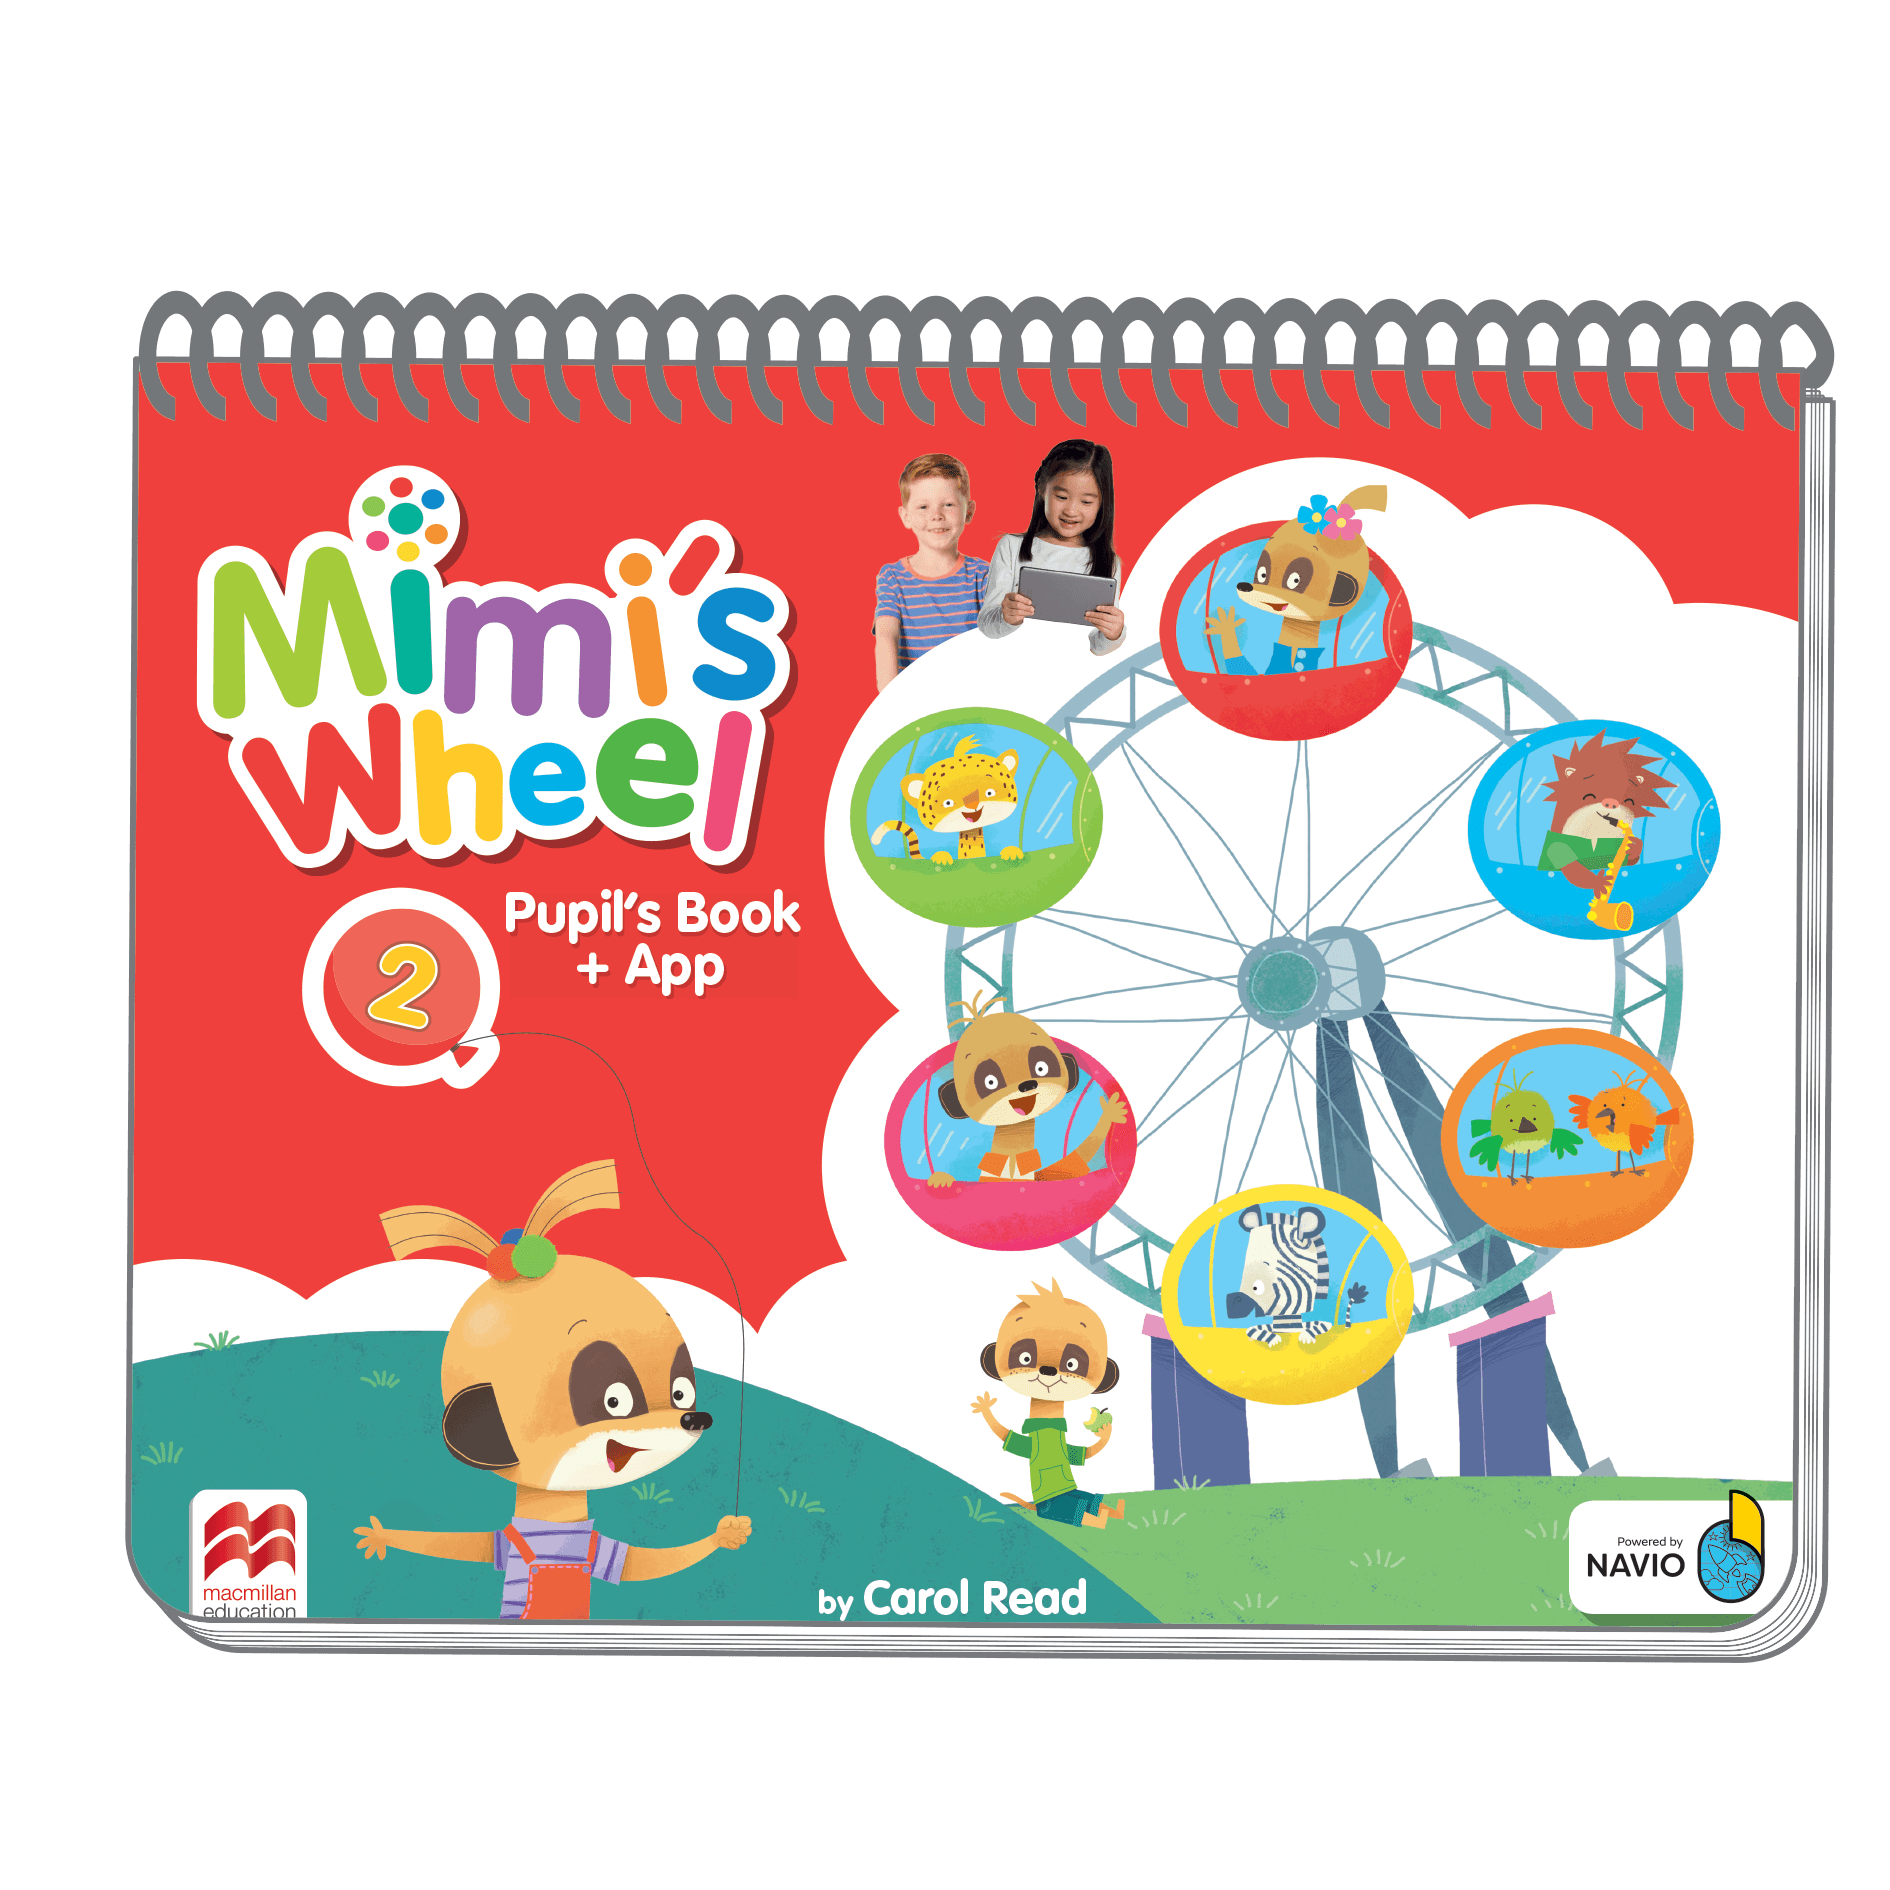 Mimi's
Wheel
2
Pupil's Book
+ App
macmillan
education
by Carol Read
Powered by
NAVIO